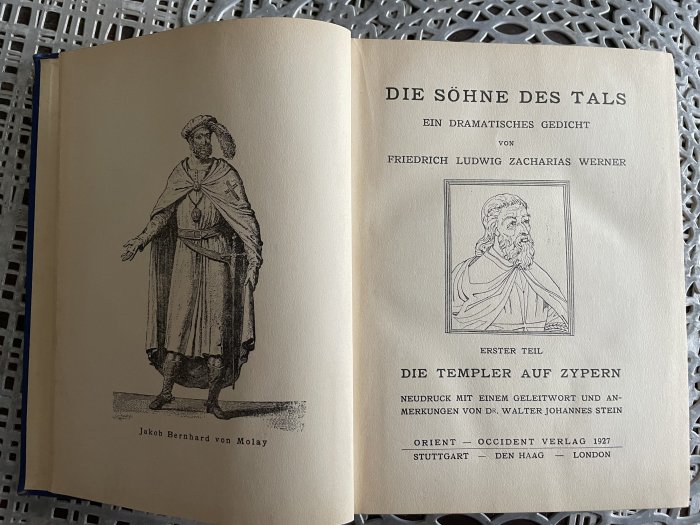 Jakob Bernhard von Molay
DIE SÖHNE DES TALS
EIN DRAMATISCHES GEDICHT
VON
FRIEDRICH LUDWIG ZACHARIAS WERNER
ERSTER TEIL
DIE TEMPLER AUF ZYPERN
NEUDRUCK MIT EINEM GELEITWORT UND AN-
MERKUNGEN VON DR. WALTER JOHANNES STEIN
ORIENT — OCCIDENT VERLAG 1927
STUTTGART — DEN HAAG — LONDON